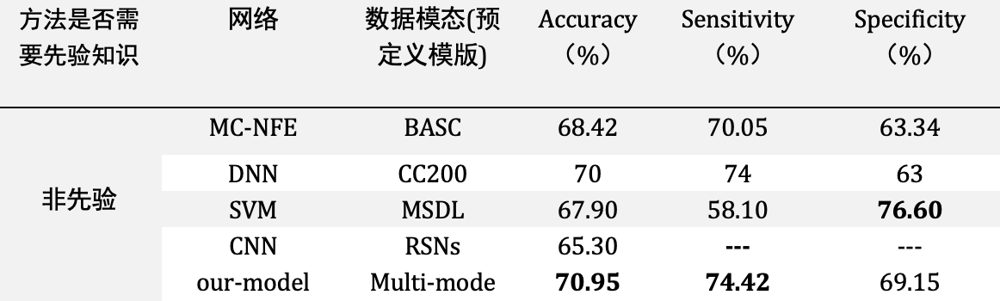 方法是否需 网络 数据模态(预 Accuracy Sensitivity Specificity
要先验知识 定义模版) （%） （%） （%）
MC-NFE BASC 68.42 70.05 63.34
DNN CC200 70 74 63
非先验 SVM MSDL 67.90 58.10 76.60
CNN RSNs 65.30 --- ---
our-model Multi-mode 70.95 74.42 69.15